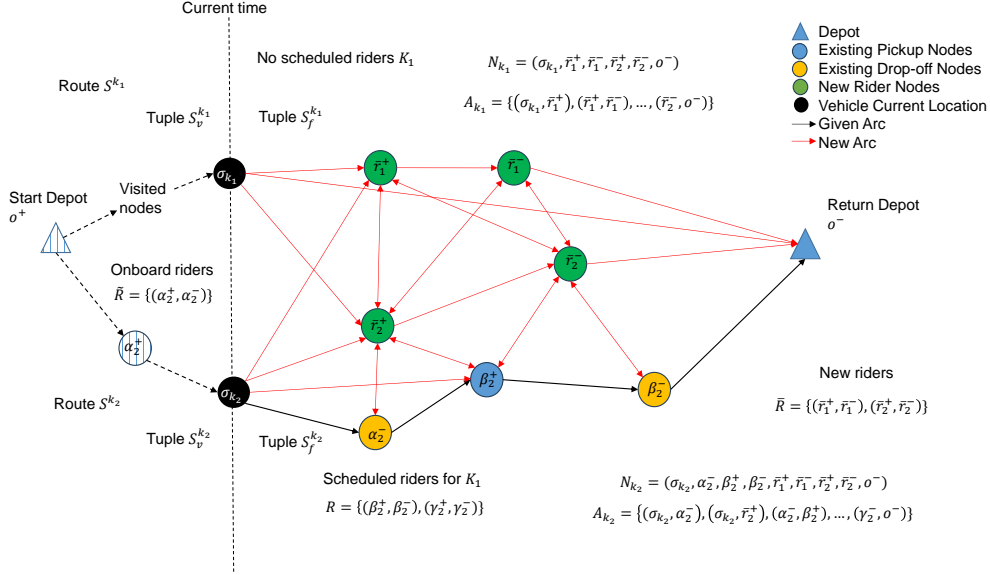 Current time
Depot
Existing Pickup Nodes
Existing Drop-off Nodes
New Rider Nodes
Vehicle Current Location
Given Arc
New Arc
No scheduled riders K₁
N_{k₁} = (σ_{k₁}, r̄₁⁺, r̄₁⁻, r̄₂⁺, r̄₂⁻, o⁻)
A_{k₁} = {(σ_{k₁}, r̄₁⁺), (r̄₁⁺, r̄₁⁻), …, (r̄₂⁻, o⁻)}
Route S^{k₁}
Tuple S_v^{k₁}
Tuple S_f^{k₁}
σ_{k₁}
r̄₁⁺
r̄₁⁻
Start Depot
o⁺
Visited
nodes
Return Depot
o⁻
Onboard riders
R̃ = {(α₂⁺, α₂⁻)}
r̄₂⁻
r̄₂⁺
α₂⁺
σ_{k₂}
β₂⁺
β₂⁻
α₂⁻
New riders
R̄ = {(r̄₁⁺, r̄₁⁻), (r̄₂⁺, r̄₂⁻)}
Route S^{k₂}
Tuple S_v^{k₂}
Tuple S_f^{k₂}
Scheduled riders for K₁
R = {(β₂⁺, β₂⁻), (γ₂⁺, γ₂⁻)}
N_{k₂} = (σ_{k₂}, α₂⁻, β₂⁺, β₂⁻, r̄₁⁺, r̄₁⁻, r̄₂⁺, r̄₂⁻, o⁻)
A_{k₂} = {(σ_{k₂}, α₂⁻), (σ_{k₂}, r̄₂⁺), (α₂⁻, β₂⁺), …, (γ₂⁻, o⁻)}